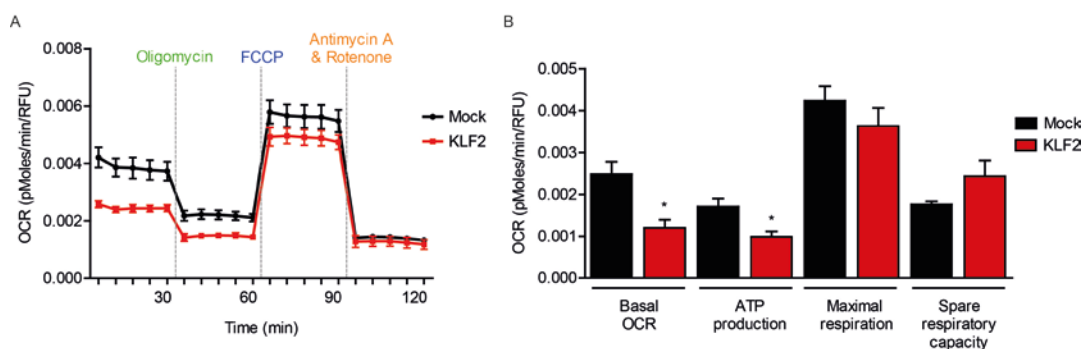 A
0.008
0.006
0.004
0.002
0.000
OCR (pMoles/min/RFU)
Oligomycin
FCCP
Antimycin A
& Rotenone
Mock
KLF2
30
60
90
120
Time (min)
B
0.005
0.004
0.003
0.002
0.001
0.000
OCR (pMoles/min/RFU)
Mock
KLF2
*
*
Basal
OCR
ATP
production
Maximal
respiration
Spare
respiratory
capacity